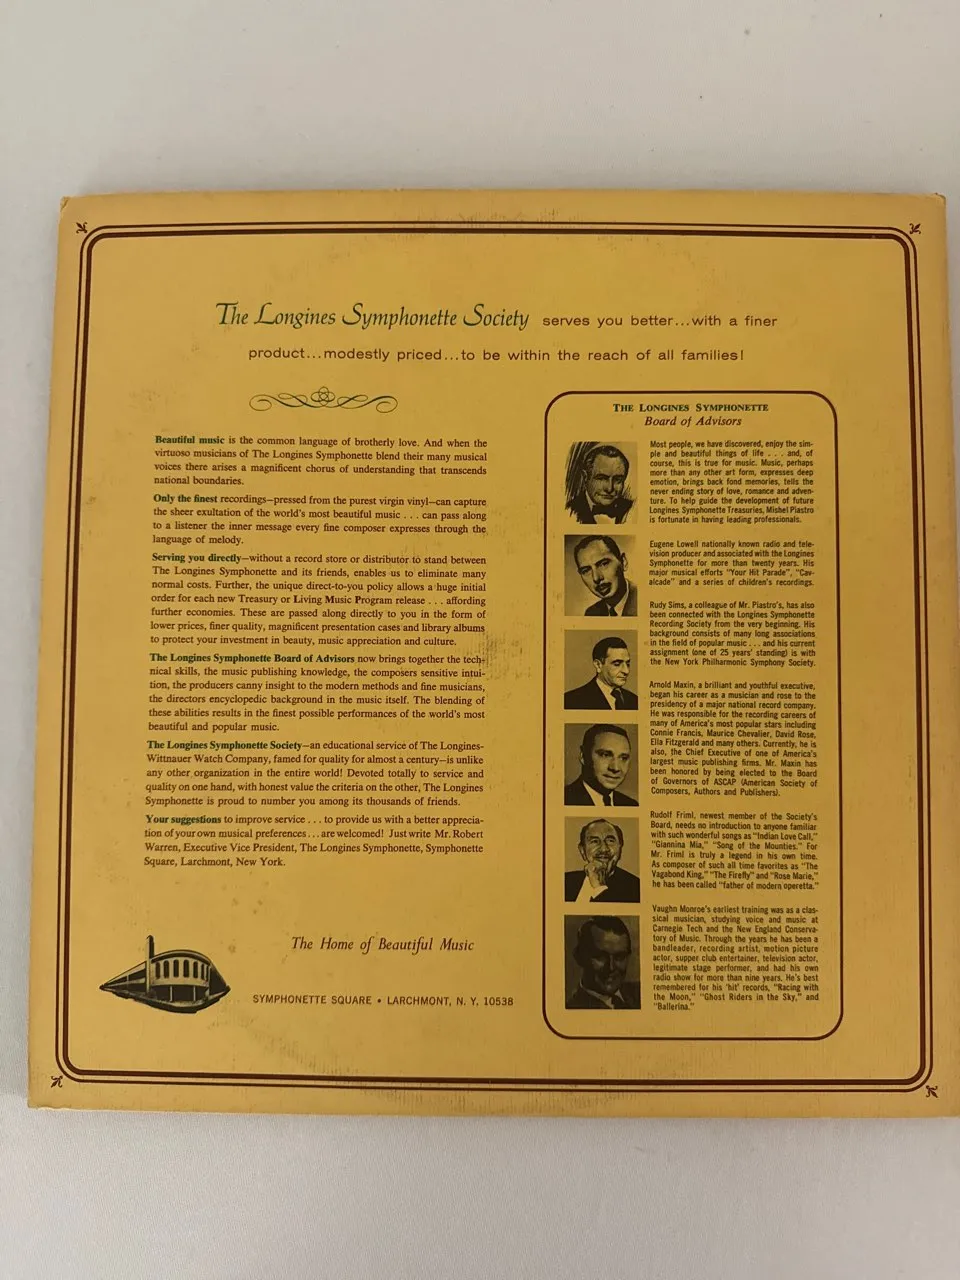 The Longines Symphonette Society serves you better...with a finer
product...modestly priced...to be within the reach of all families!
Beautiful music is the common language of brotherly love. And when the
virtuoso musicians of The Longines Symphonette blend their many musical
voices there arises a magnificent chorus of understanding that transcends
national boundaries.
Only the finest recordings—pressed from the purest virgin vinyl—can capture
the sheer exultation of the world's most beautiful music . . . can pass along
to a listener the inner message every fine composer expresses through the
language of melody.
Serving you directly—without a record store or distributor to stand between
The Longines Symphonette and its friends, enables us to eliminate many
normal costs. Further, the unique direct-to-you policy allows a huge initial
order for each new Treasury or Living Music Program release . . . affording
further economies. These are passed along directly to you in the form of
lower prices, finer quality, magnificent presentation cases and library albums
to protect your investment in beauty, music appreciation and culture.
The Longines Symphonette Board of Advisors now brings together the tech-
nical skills, the music publishing knowledge, the composers sensitive intui-
tion, the producers canny insight to the modern methods and fine musicians,
the directors encyclopedic background in the music itself. The blending of
these abilities results in the finest possible performances of the world's most
beautiful and popular music.
The Longines Symphonette Society—an educational service of The Longines-
Wittnauer Watch Company, famed for quality for almost a century—is unlike
any other organization in the entire world! Devoted totally to service and
quality on one hand, with honest value the criteria on the other, The Longines
Symphonette is proud to number you among its thousands of friends.
Your suggestions to improve service . . . to provide us with a better apprecia-
tion of your own musical preferences . . . are welcomed! Just write Mr. Robert
Warren, Executive Vice President, The Longines Symphonette, Symphonette
Square, Larchmont, New York.
The Home of Beautiful Music
SYMPHONETTE SQUARE • LARCHMONT, N. Y. 10538
THE LONGINES SYMPHONETTE
Board of Advisors
Most people, we have discovered, enjoy the sim-
ple and beautiful things of life . . . . and, of
course, this is true for music. Music, perhaps
more than any other art form, expresses deep
emotion, brings back fond memories, tells the
never ending story of love, romance and adven-
ture. To help guide the development of future
Longines Symphonette Treasuries, Mishel Piastro
is fortunate in having leading professionals.
Eugene Lowell nationally known radio and tele-
vision producer and associated with the Longines
Symphonette for more than twenty years. His
major musical efforts "Your Hit Parade", "Cav-
alcade" and a series of children's recordings.
Rudy Sims, a colleague of Mr. Piastro's, has also
been connected with the Longines Symphonette
Recording Society from the very beginning. His
background consists of many long associations
in the field of popular music . . . and his current
assignment (one of 25 years' standing) is with
the New York Philharmonic Symphony Society.
Arnold Maxin, a brilliant and youthful executive,
began his career as a musician and rose to the
presidency of a major national record company.
He was responsible for the recording careers of
many of America's most popular stars including
Connie Francis, Maurice Chevalier, David Rose,
Ella Fitzgerald and many others. Currently, he is
also, the Chief Executive of one of America's
largest music publishing firms. Mr. Maxin has
been honored by being elected to the Board
of Governors of ASCAP (American Society of
Composers, Authors and Publishers).
Rudolf Friml, newest member of the Society's
Board, needs no introduction to anyone familiar
with such wonderful songs as "Indian Love Call,"
"Giannina Mia," "Song of the Mounties." For
Mr. Friml is truly a legend in his own time.
As composer of such all time favorites as "The
Vagabond King," "The Firefly" and "Rose Marie,"
he has been called "father of modern operetta."
Vaughn Monroe's earliest training was as a clas-
sical musician, studying voice and music at
Carnegie Tech and the New England Conserva-
tory of Music. Through the years he has been a
bandleader, recording artist, motion picture
actor, supper club entertainer, television actor,
legitimate stage performer, and had his own
radio show for more than nine years. He's best
remembered for his 'hit' records, "Racing with
the Moon," "Ghost Riders in the Sky," and
"Ballerina."